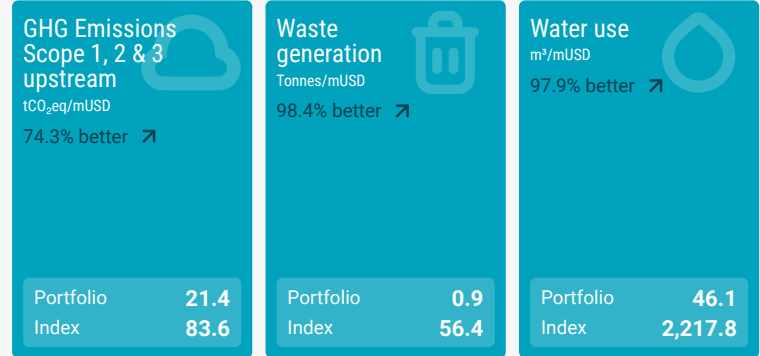 GHG Emissions
Scope 1, 2 & 3
upstream
tCO₂eq/mUSD
74.3% better
Portfolio 21.4
Index 83.6
Waste
generation
Tonnes/mUSD
98.4% better
Portfolio 0.9
Index 56.4
Water use
m³/mUSD
97.9% better
Portfolio 46.1
Index 2,217.8